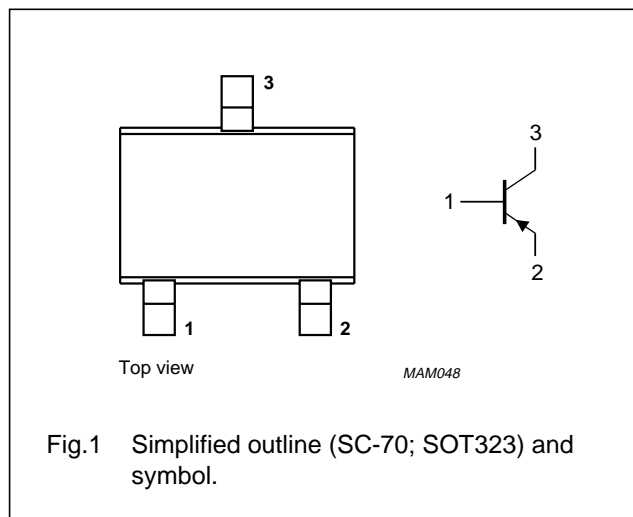 3
3
1
2
1
2
Top view
MAM048
Fig.1 Simplified outline (SC-70; SOT323) and
symbol.